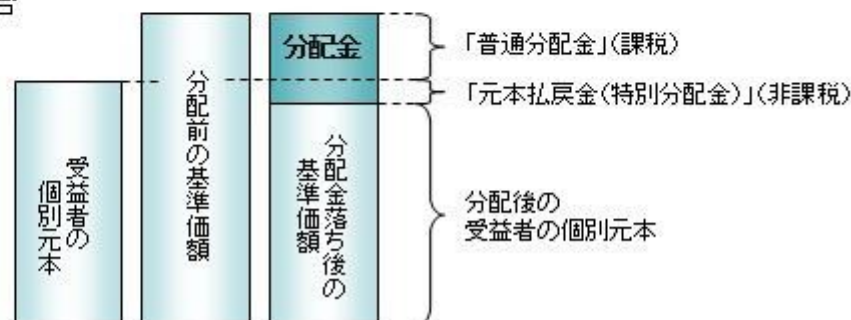 分配金
「普通分配金」(課税)
「元本払戻金(特別分配金)」(非課税)
受益者の
個別元本
分配前の基準価額
分配金落ち後の
基準価額
分配後の
受益者の個別元本